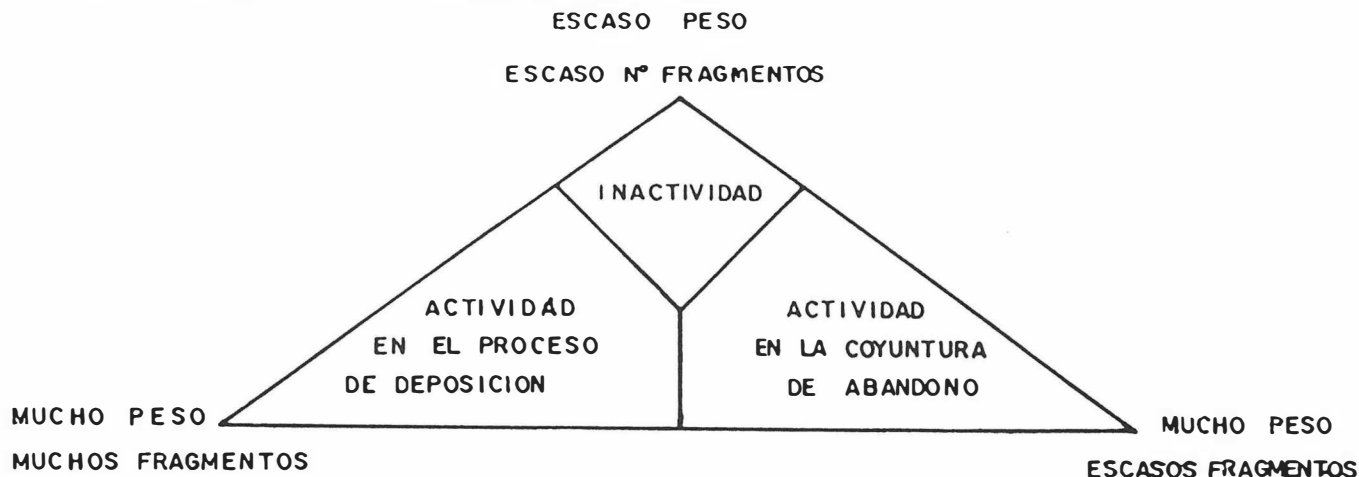 ESCASO PESO
ESCASO Nº FRAGMENTOS
INACTIVIDAD
ACTIVIDAD
EN EL PROCESO
DE DEPOSICION
ACTIVIDAD
EN LA COYUNTURA
DE ABANDONO
MUCHO PESO
MUCHOS FRAGMENTOS
MUCHO PESO
ESCASOS FRAGMENTOS